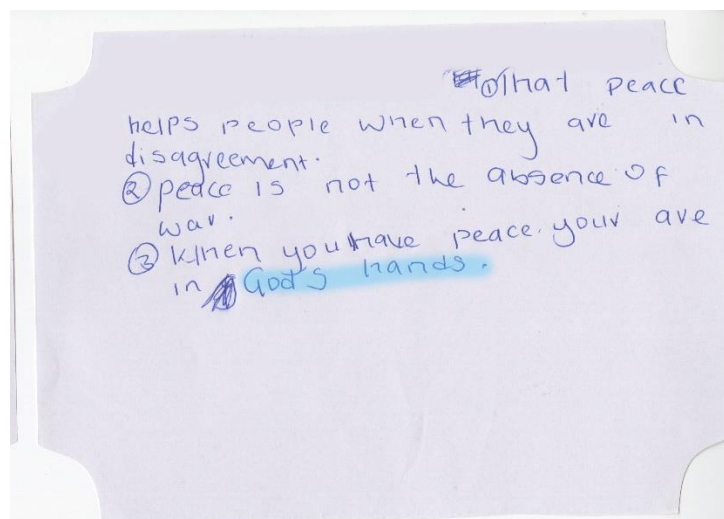 ①That peace
helps people when they are in
disagreement.
② peace is not the absence of
war.
③ When you have peace. your are
in God's hands.